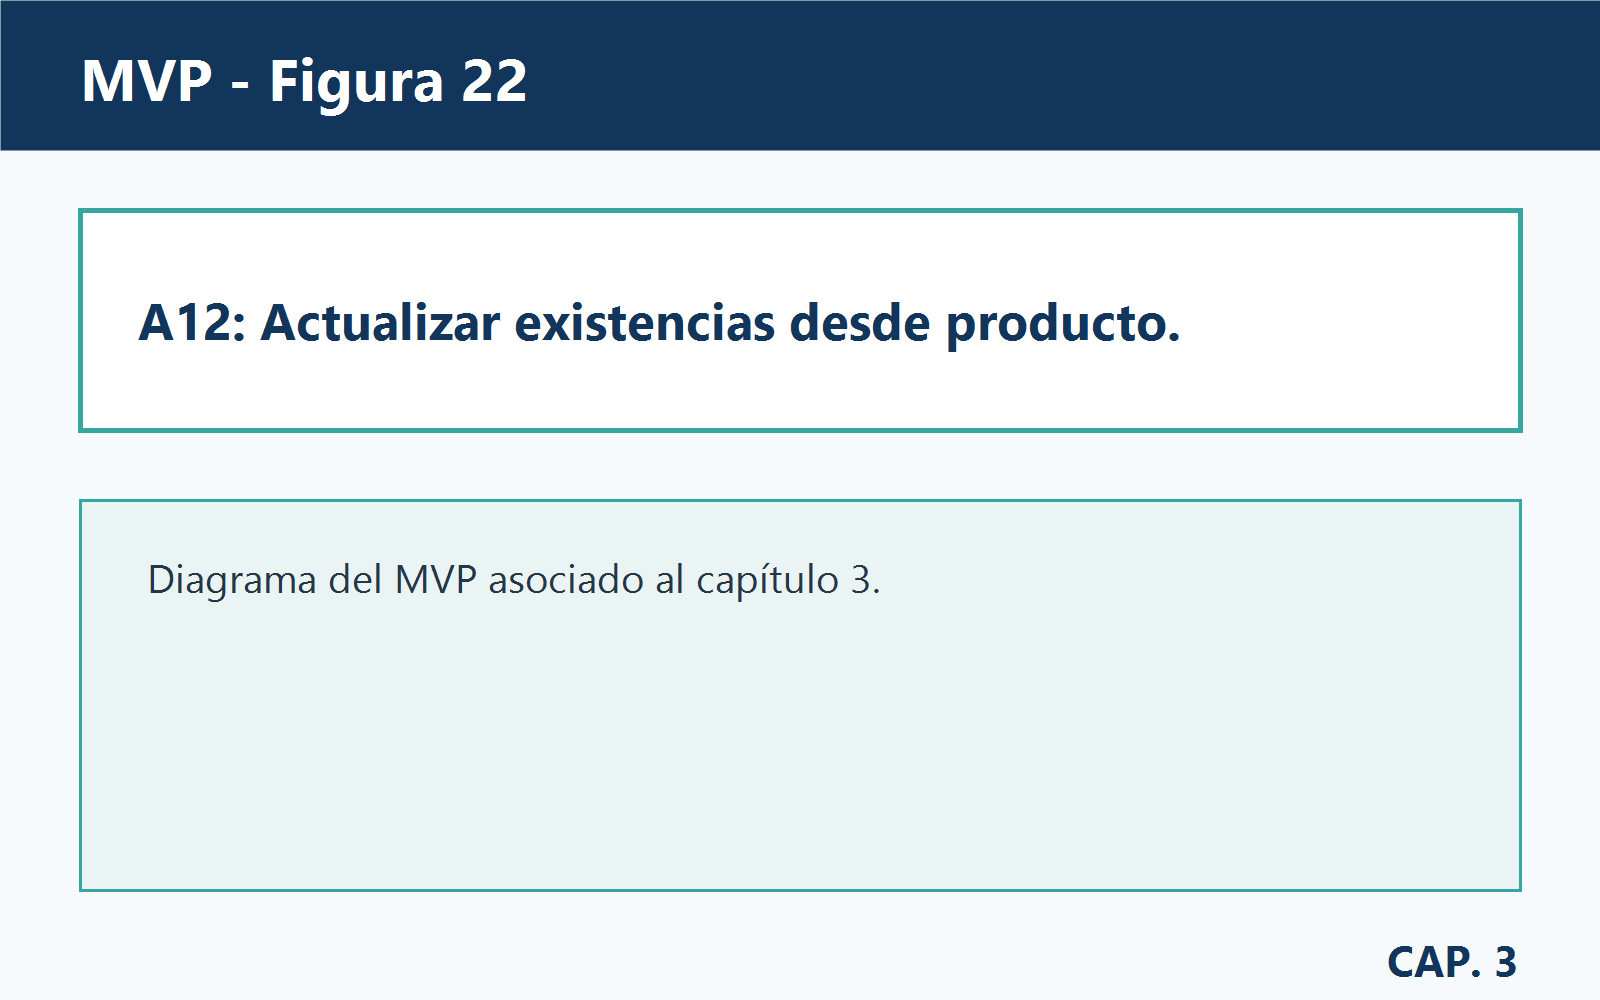 MVP - Figura 22
A12: Actualizar existencias desde producto.
Diagrama del MVP asociado al capítulo 3.
CAP. 3